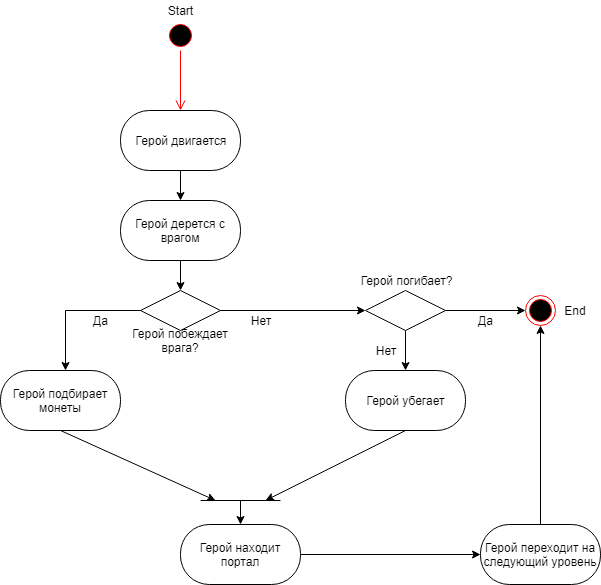 Start
Герой двигается
Герой дерется с
врагом
Герой погибает?
Да
Герой побеждает
врага?
Нет
Да
End
Нет
Герой подбирает
монеты
Герой убегает
Герой находит
портал
Герой переходит на
следующий уровень